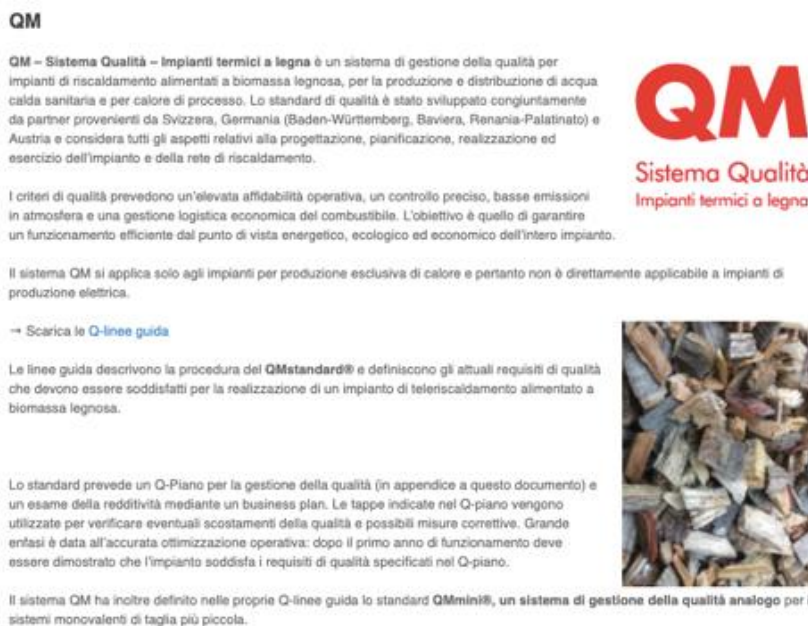 QM
QM – Sistema Qualità – Impianti termici a legna è un sistema di gestione della qualità per
impianti di riscaldamento alimentati a biomassa legnosa, per la produzione e distribuzione di acqua
calda sanitaria e per calore di processo. Lo standard di qualità è stato sviluppato congiuntamente
da partner provenienti da Svizzera, Germania (Baden-Württemberg, Baviera, Renania-Palatinato) e
Austria e considera tutti gli aspetti relativi alla progettazione, pianificazione, realizzazione ed
esercizio dell'impianto e della rete di riscaldamento.
QM
Sistema Qualità
Impianti termici a legna
I criteri di qualità prevedono un'elevata affidabilità operativa, un controllo preciso, basse emissioni
in atmosfera e una gestione logistica economica del combustibile. L'obiettivo è quello di garantire
un funzionamento efficiente dal punto di vista energetico, ecologico ed economico dell'intero impianto.
Il sistema QM si applica solo agli impianti per produzione esclusiva di calore e pertanto non è direttamente applicabile a impianti di
produzione elettrica.
→ Scarica le Q-linee guida
Le linee guida descrivono la procedura del QMstandard® e definiscono gli attuali requisiti di qualità
che devono essere soddisfatti per la realizzazione di un impianto di teleriscaldamento alimentato a
biomassa legnosa.
Lo standard prevede un Q-Piano per la gestione della qualità (in appendice a questo documento) e
un esame della redditività mediante un business plan. Le tappe indicate nel Q-piano vengono
utilizzate per verificare eventuali scostamenti della qualità e possibili misure correttive. Grande
enfasi è data all'accurata ottimizzazione operativa: dopo il primo anno di funzionamento deve
essere dimostrato che l'impianto soddisfa i requisiti di qualità specificati nel Q-piano.
Il sistema QM ha inoltre definito nelle proprie Q-linee guida lo standard QMmini®, un sistema di gestione della qualità analogo per i
sistemi monovalenti di taglia più piccola.